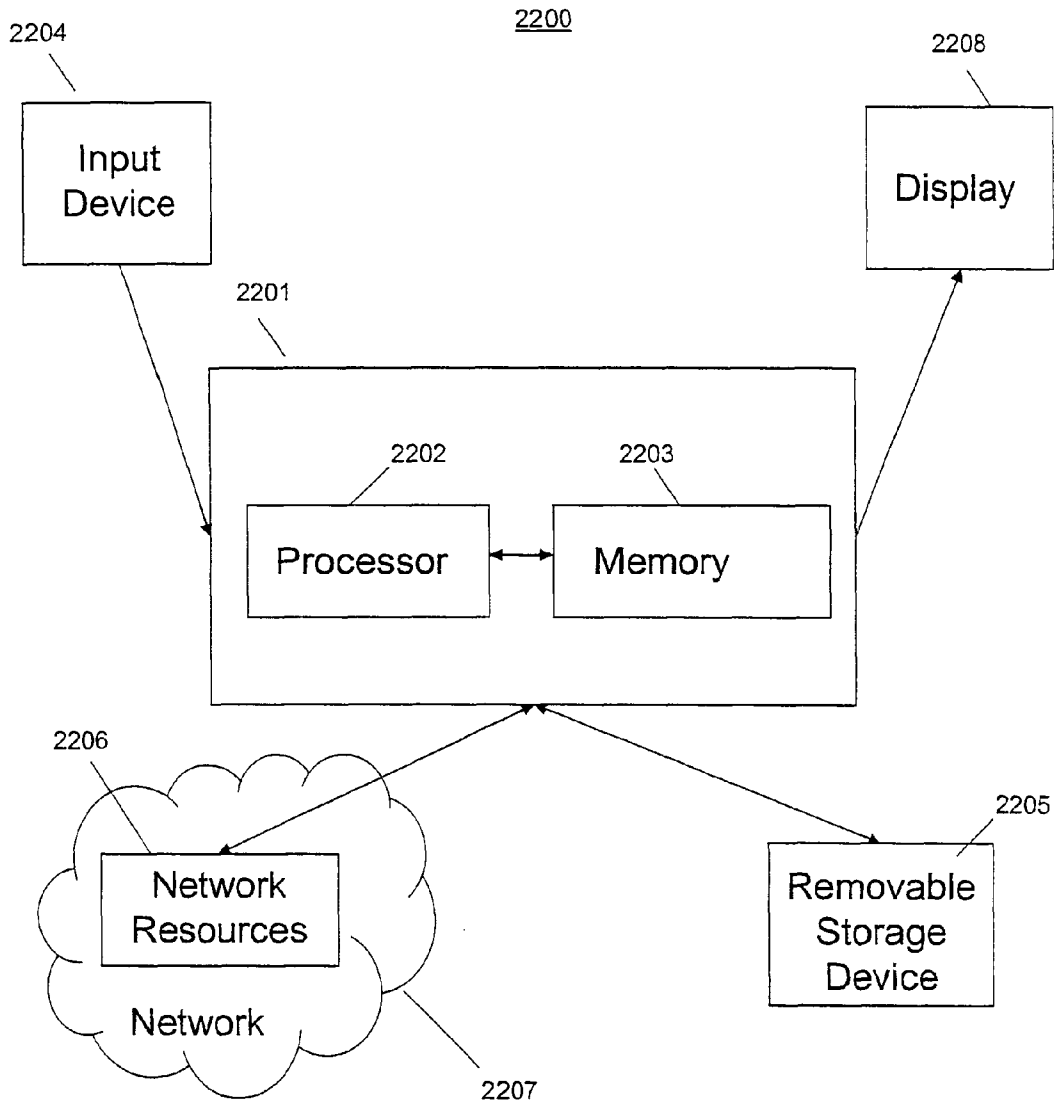 2200
2204
2208
Input
Device
Display
2201
2202
2203
Processor
Memory
2206
2205
Network
Resources
Removable
Storage
Device
Network
2207